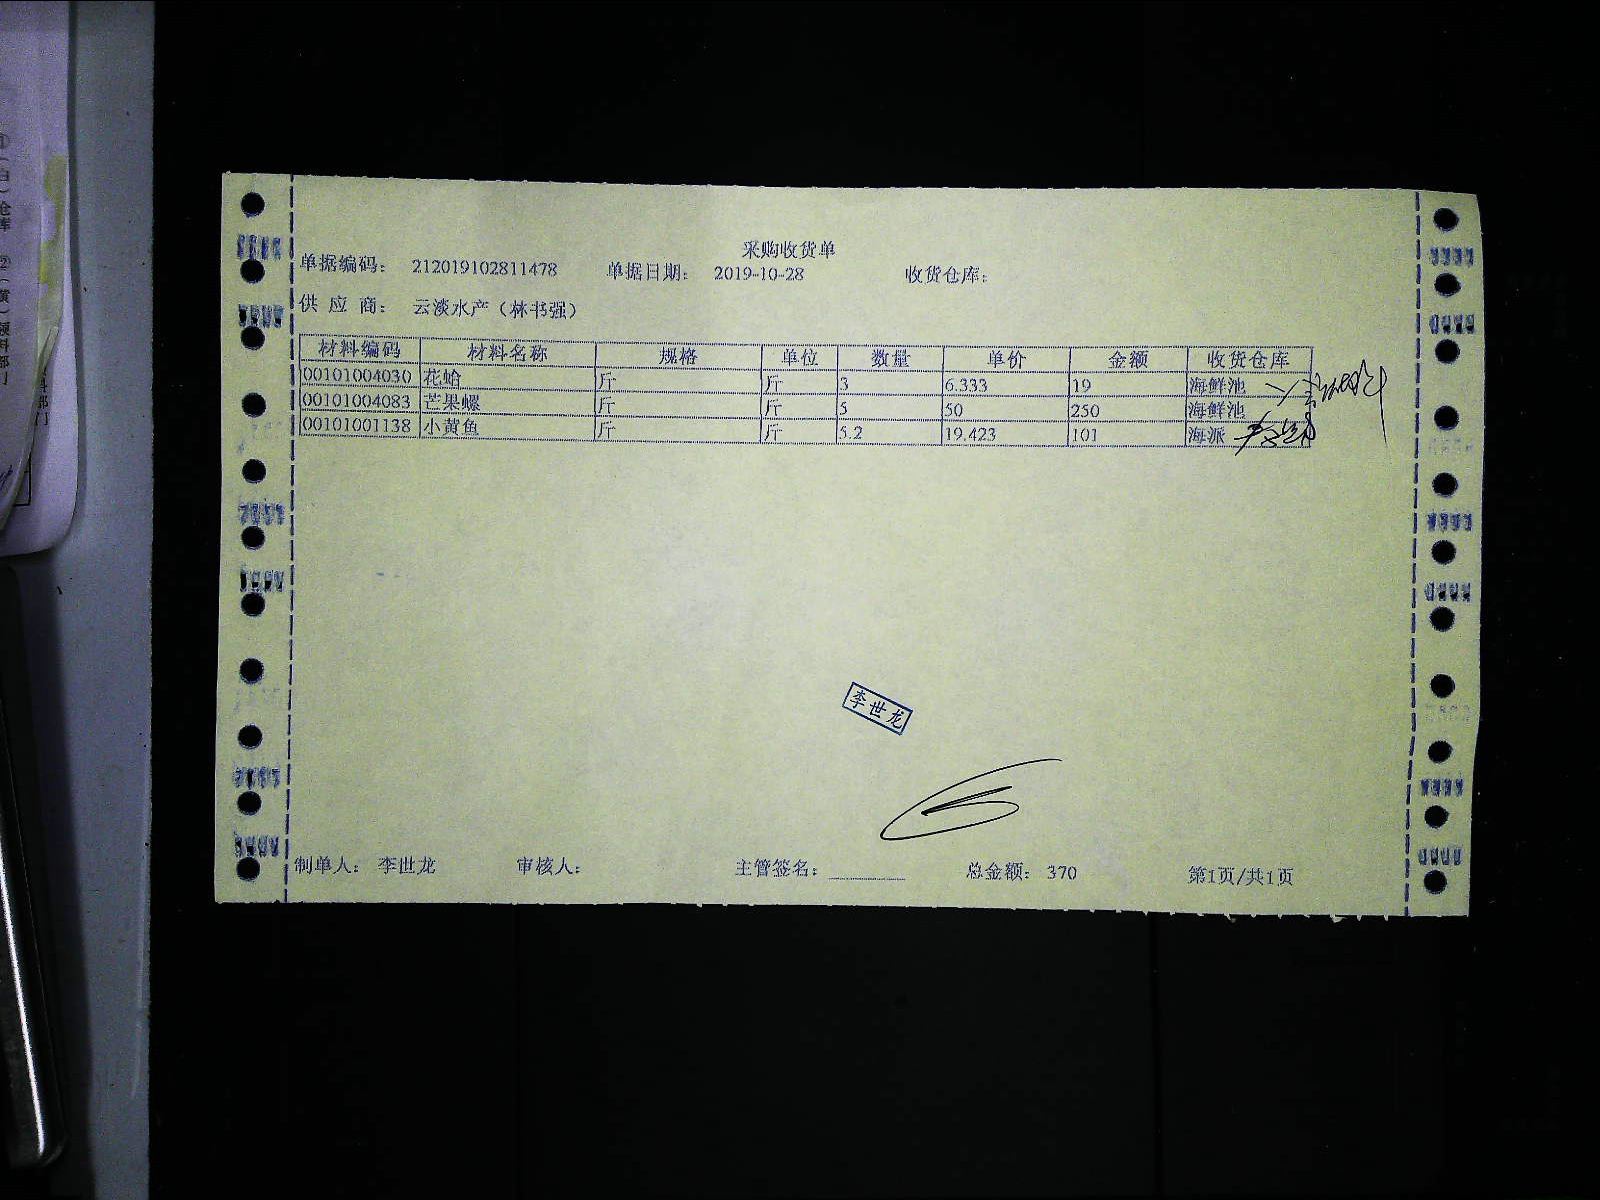 采购收货单
单据编码： 212019102811478 单据日期： 2019-10-28 收货仓库：
供 应 商： 云淡水产（林书强）
材料编码 材料名称 规格 单位 数量 单价 金额 收货仓库
00101004030 花蛤 斤 斤 3 6.333 19 海鲜池
00101004083 芒果螺 斤 斤 5 50 250 海鲜池
00101001138 小黄鱼 斤 斤 5.2 19.423 101 海派
李世龙
制单人： 李世龙 审核人： 主管签名： 总金额： 370 第1页/共1页